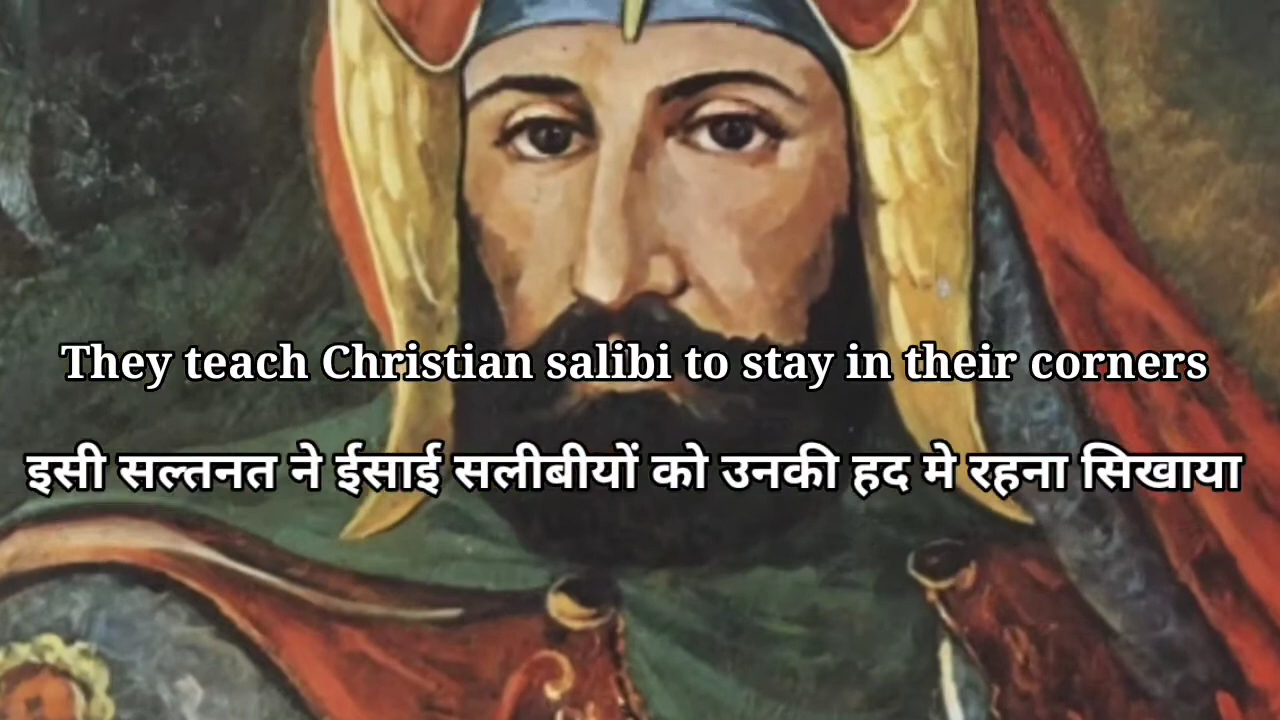 They teach Christian salibi to stay in their corners
इसी सल्तनत ने ईसाई सलीबीयों को उनकी हद मे रहना सिखाया